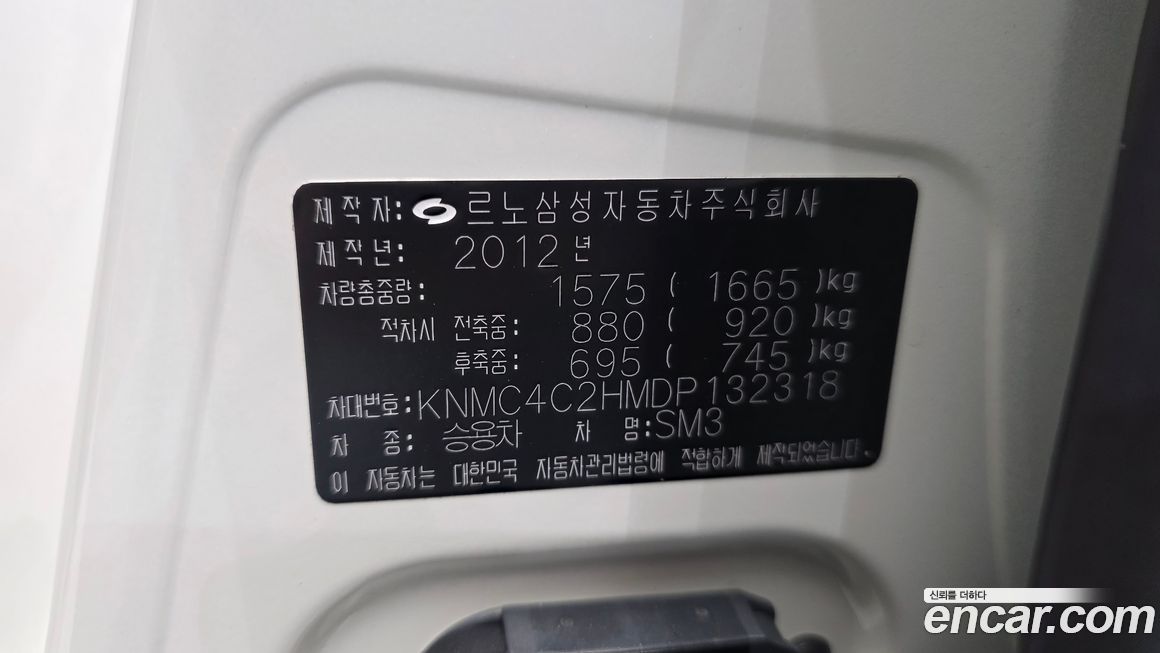 제작자: 르노삼성자동차주식회사
제작년: 2012년
차량총중량: 1575 ( 1665 )kg
적차시 전축중: 880 ( 920 )kg
후축중: 695 ( 745 )kg
차대번호:KNMC4C2HMDP132318
차 종: 승용차 차 명:SM3
이 자동차는 대한민국 자동차관리법령에 적합하게 제작되었습니다.
신뢰를 더하다
encar.com